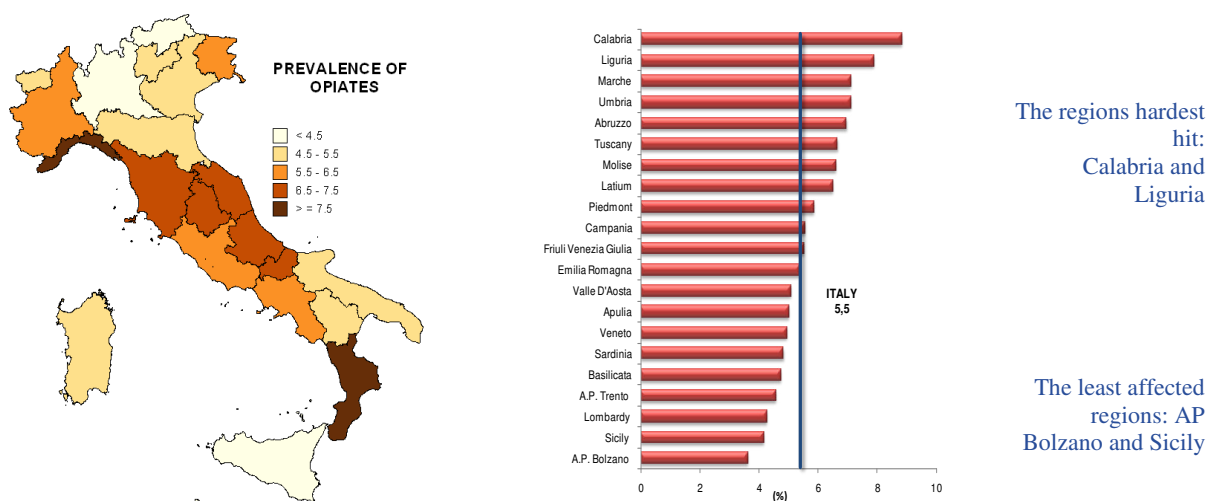 PREVALENCE OF
OPIATES
< 4.5
4.5 - 5.5
5.5 - 6.5
6.5 - 7.5
> = 7.5
Calabria
Liguria
Marche
Umbria
Abruzzo
Tuscany
Molise
Latium
Piedmont
Campania
Friuli Venezia Giulia
Emilia Romagna
Valle D'Aosta
Apulia
Veneto
Sardinia
Basilicata
A.P. Trento
Lombardy
Sicily
A.P. Bolzano
ITALY
5,5
0 2 4 6 8 10
(%)
The regions hardest
hit:
Calabria and
Liguria
The least affected
regions: AP
Bolzano and Sicily